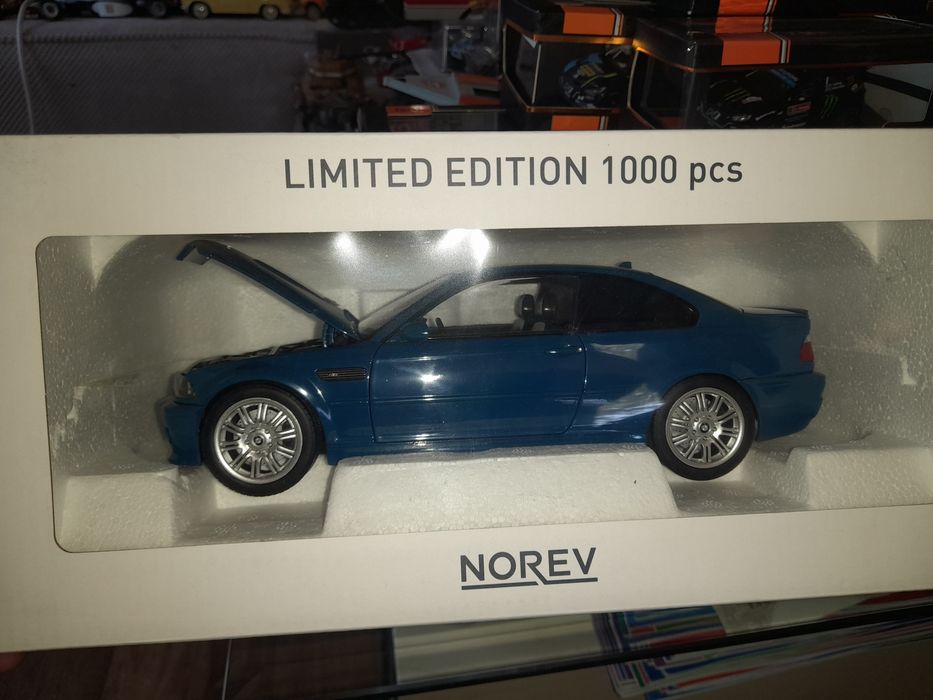 LIMITED EDITION 1000 pcs
NOREV